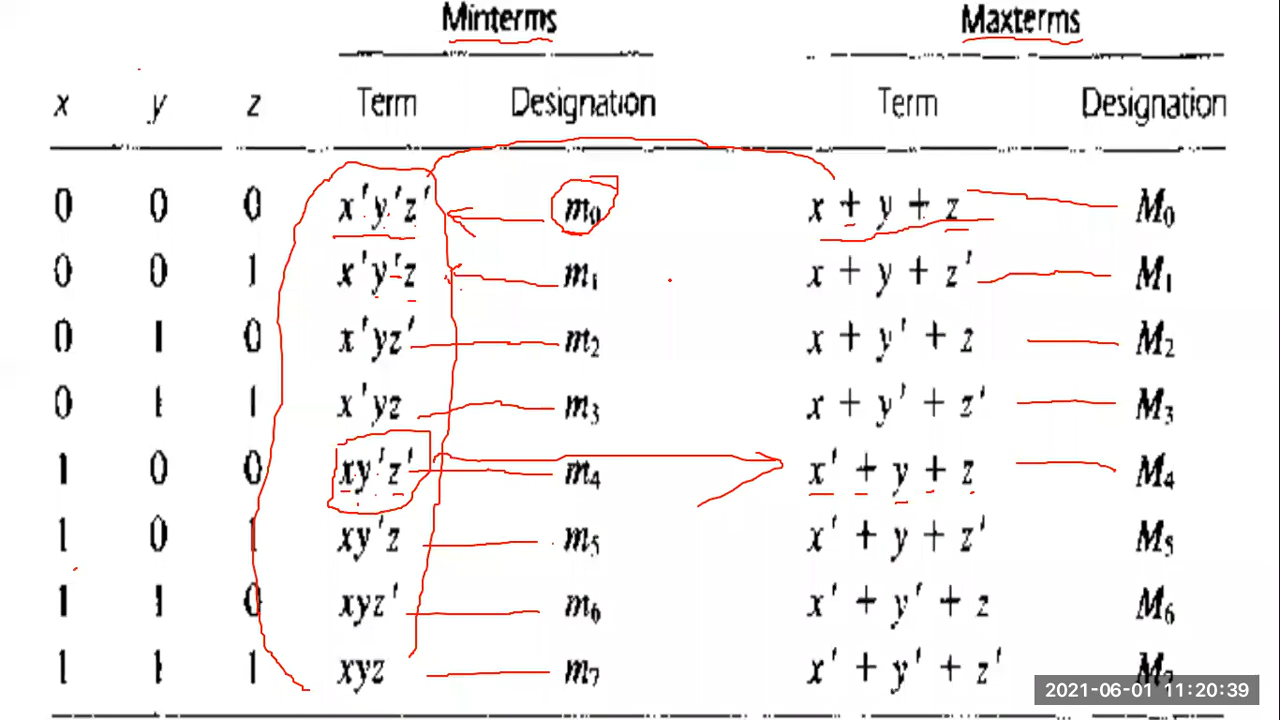 Minterms Maxterms
x y z Term Designation Term Designation
0 0 0 x'y'z' m₀ x + y + z M₀
0 0 1 x'y'z m₁ x + y + z' M₁
0 1 0 x'yz' m₂ x + y' + z M₂
0 1 1 x'yz m₃ x + y' + z' M₃
1 0 0 xy'z' m₄ x' + y + z M₄
1 0 1 xy'z m₅ x' + y + z' M₅
1 1 0 xyz' m₆ x' + y' + z M₆
1 1 1 xyz m₇ x' + y' + z' M₇
2021-06-01 11:20:39